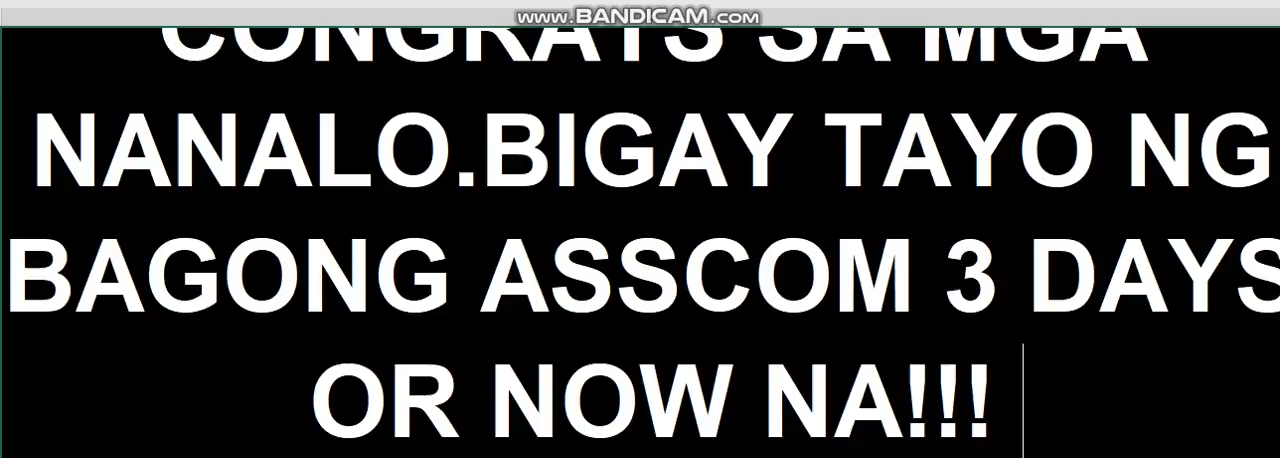 www.BANDICAM.com
CONGRATS SA MGA
NANALO.BIGAY TAYO NG
BAGONG ASSCOM 3 DAYS
OR NOW NA!!!